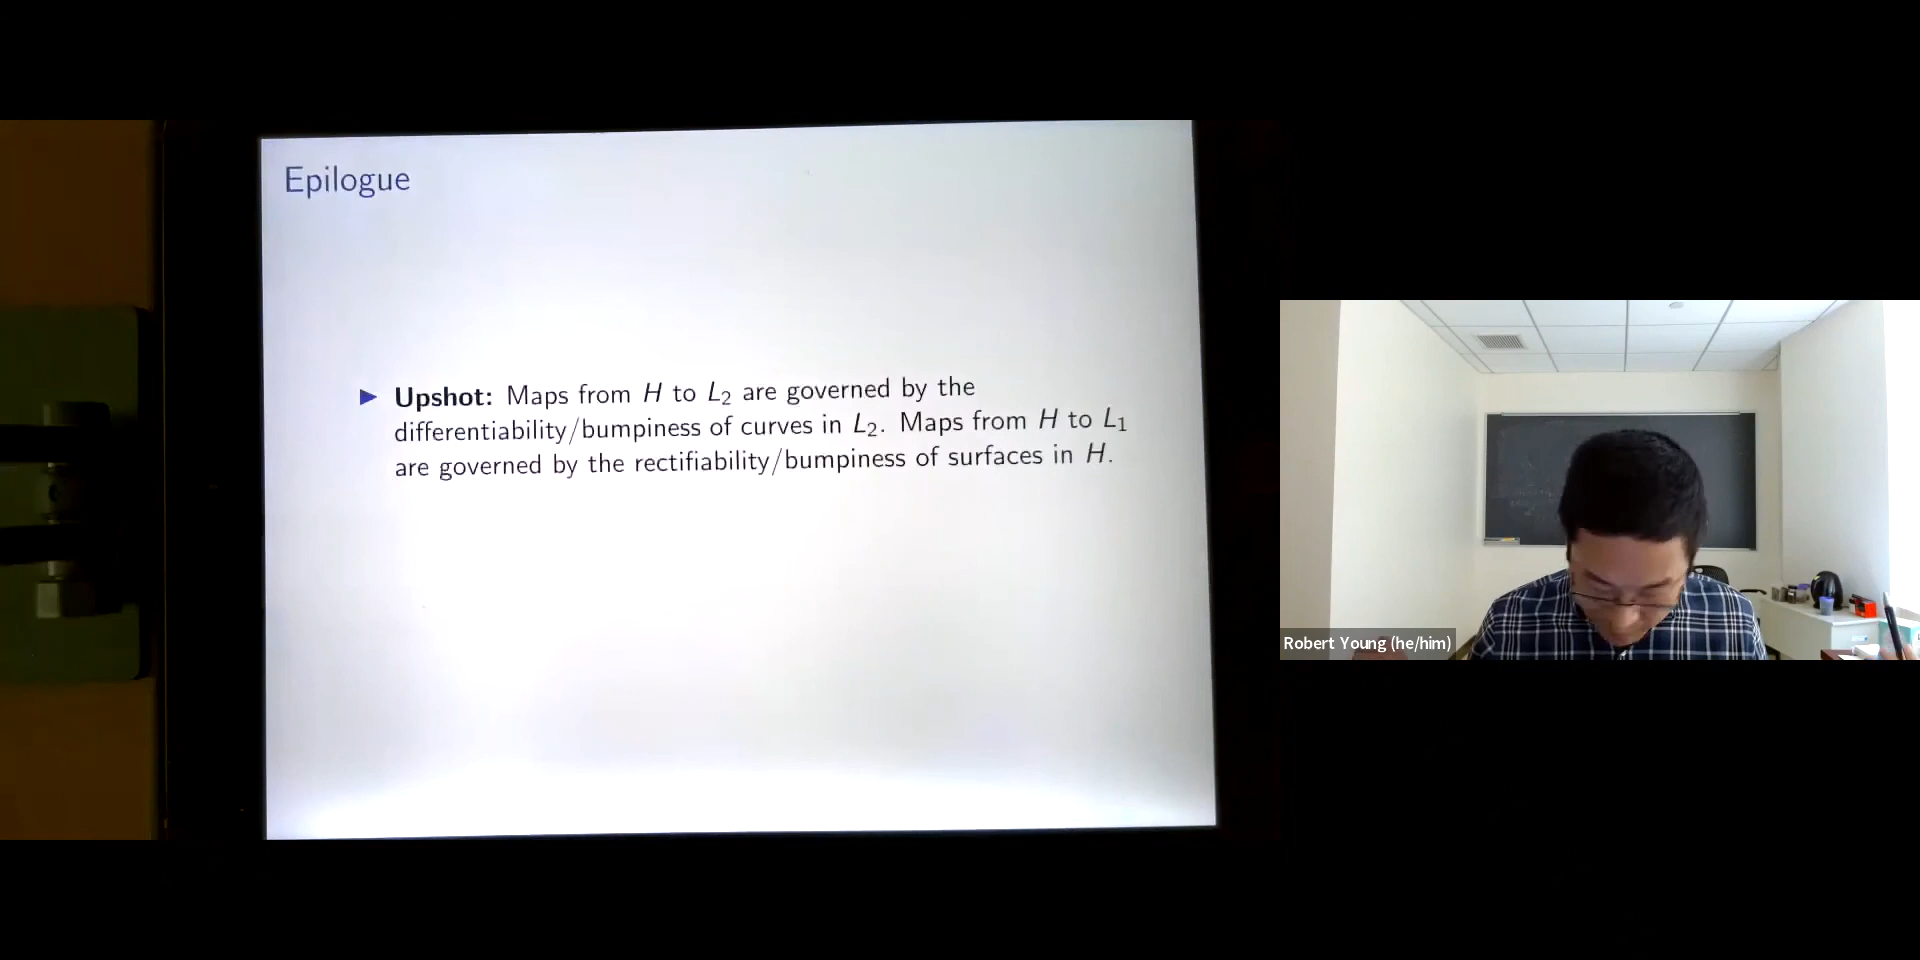 Epilogue
▶ Upshot: Maps from H to L₂ are governed by the
differentiability/bumpiness of curves in L₂. Maps from H to L₁
are governed by the rectifiability/bumpiness of surfaces in H.
Robert Young (he/him)